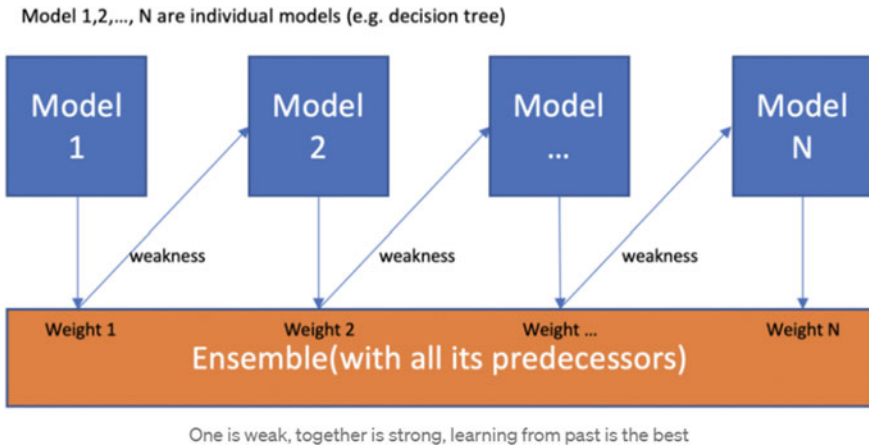 Model 1,2,..., N are individual models (e.g. decision tree)
Model
1
Model
2
Model
...
Model
N
weakness
weakness
weakness
Weight 1
Weight 2
Weight ...
Weight N
Ensemble(with all its predecessors)
One is weak, together is strong, learning from past is the best